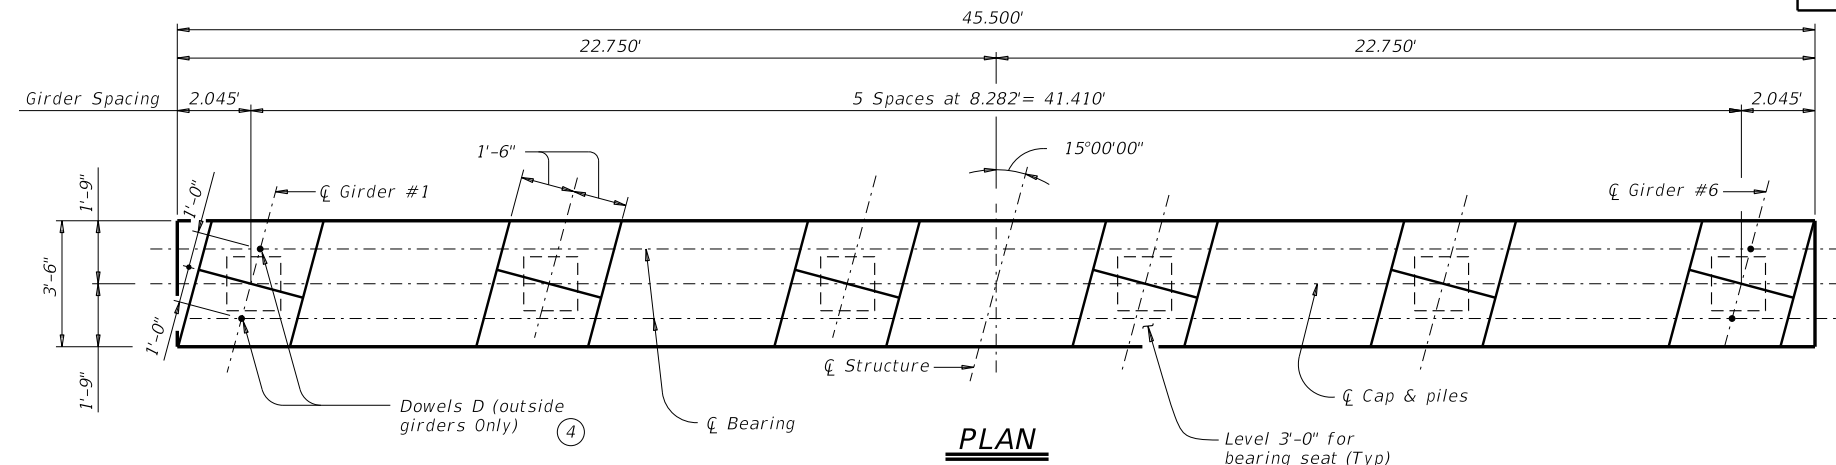 45.500'
22.750'
22.750'
Girder Spacing
2.045'
5 Spaces at 8.282'= 41.410'
2.045'
1'-6"
15°00'00"
1'-9"
1'-0"
℄ Girder #1
℄ Girder #6
3'-6"
1'-0"
1'-9"
℄ Structure
℄ Cap & piles
Dowels D (outside
girders Only)
4
℄ Bearing
PLAN
Level 3'-0" for
bearing seat (Typ)